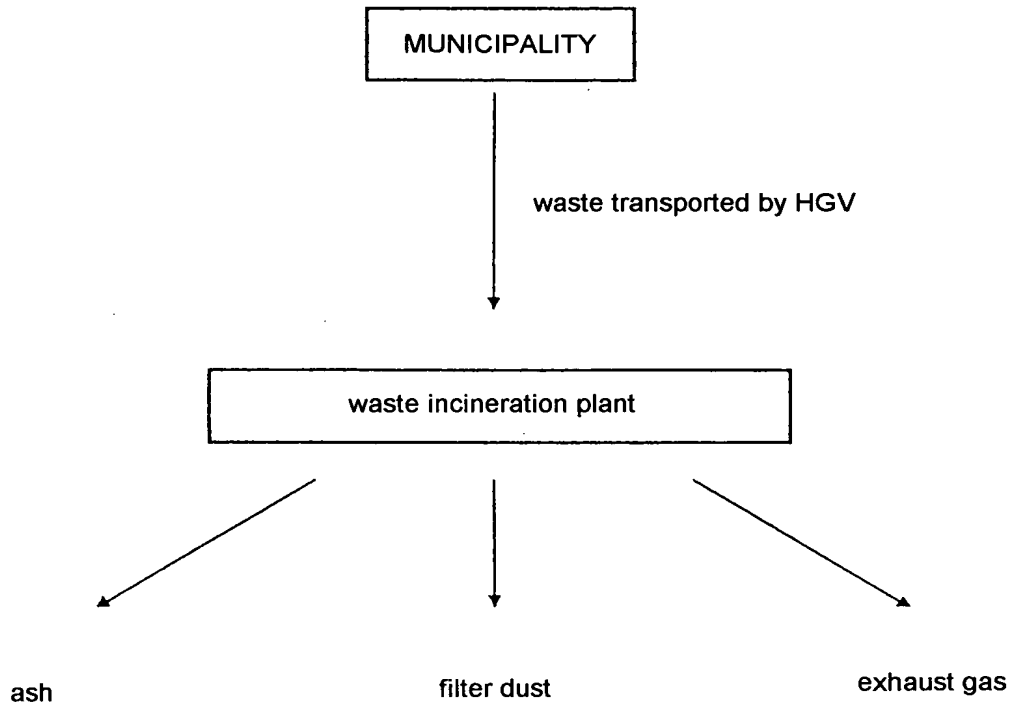 MUNICIPALITY
waste transported by HGV
waste incineration plant
ash
filter dust
exhaust gas